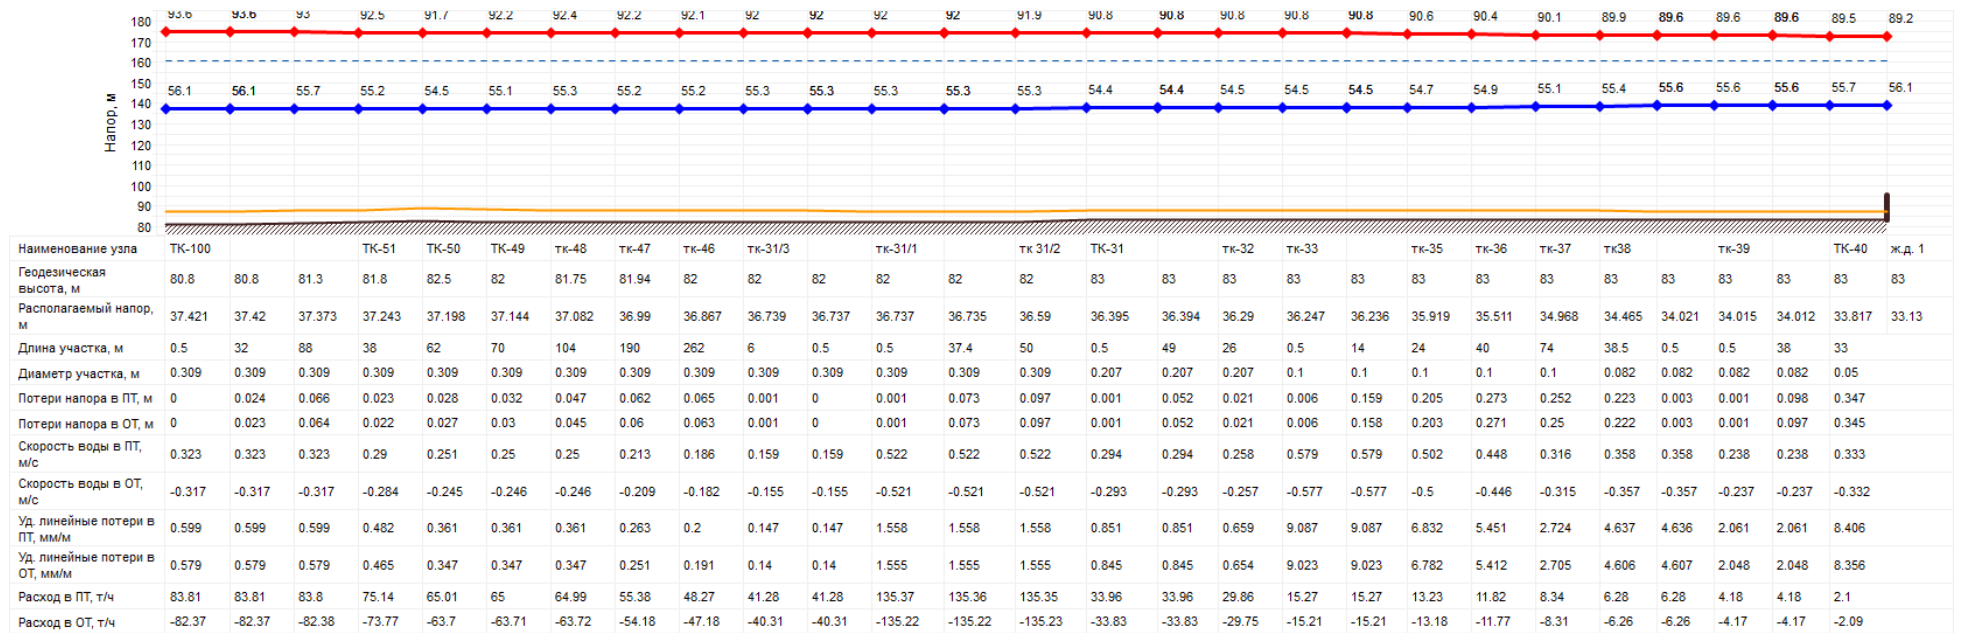 93.6 93.6 93 92.5 91.7 92.2 92.4 92.2 92.1 92 92 92 92 91.9 90.8 90.8 90.8 90.8 90.8 90.6 90.4 90.1 89.9 89.6 89.6 89.6 89.5 89.2
180
170
160
150
56.1 56.1 55.7 55.2 54.5 55.1 55.3 55.2 55.2 55.3 55.3 55.3 55.3 55.3 54.4 54.4 54.5 54.5 54.5 54.7 54.9 55.1 55.4 55.6 55.6 55.6 55.7 56.1
140
130
120
110
100
90
80
Напор, м
Наименование узла ТК-100 ТК-51 ТК-50 ТК-49 тк-48 тк-47 тк-46 тк-31/3 тк-31/1 тк 31/2 ТК-31 тк-32 тк-33 тк-35 тк-36 тк-37 тк38 тк-39 ТК-40 ж.д. 1
Геодезическая
высота, м 80.8 80.8 81.3 81.8 82.5 82 81.75 81.94 82 82 82 82 82 82 83 83 83 83 83 83 83 83 83 83 83 83 83 83
Располагаемый напор,
м 37.421 37.42 37.373 37.243 37.198 37.144 37.082 36.99 36.867 36.739 36.737 36.737 36.735 36.59 36.395 36.394 36.29 36.247 36.236 35.919 35.511 34.968 34.465 34.021 34.015 34.012 33.817 33.13
Длина участка, м 0.5 32 88 38 62 70 104 190 262 6 0.5 0.5 37.4 50 0.5 49 26 0.5 14 24 40 74 38.5 0.5 0.5 38 33
Диаметр участка, м 0.309 0.309 0.309 0.309 0.309 0.309 0.309 0.309 0.309 0.309 0.309 0.309 0.309 0.309 0.207 0.207 0.207 0.1 0.1 0.1 0.1 0.1 0.082 0.082 0.082 0.082 0.05
Потери напора в ПТ, м 0 0.024 0.066 0.023 0.028 0.032 0.047 0.062 0.065 0.001 0 0.001 0.073 0.097 0.001 0.052 0.021 0.006 0.159 0.205 0.273 0.252 0.223 0.003 0.001 0.098 0.347
Потери напора в ОТ, м 0 0.023 0.064 0.022 0.027 0.03 0.045 0.06 0.063 0.001 0 0.001 0.073 0.097 0.001 0.052 0.021 0.006 0.158 0.203 0.271 0.25 0.222 0.003 0.001 0.097 0.345
Скорость воды в ПТ,
м/с 0.323 0.323 0.323 0.29 0.251 0.25 0.25 0.213 0.186 0.159 0.159 0.522 0.522 0.522 0.294 0.294 0.258 0.579 0.579 0.502 0.448 0.316 0.358 0.358 0.238 0.238 0.333
Скорость воды в ОТ,
м/с -0.317 -0.317 -0.317 -0.284 -0.245 -0.246 -0.246 -0.209 -0.182 -0.155 -0.155 -0.521 -0.521 -0.521 -0.293 -0.293 -0.257 -0.577 -0.577 -0.5 -0.446 -0.315 -0.357 -0.357 -0.237 -0.237 -0.332
Уд. линейные потери в
ПТ, мм/м 0.599 0.599 0.599 0.482 0.361 0.361 0.361 0.263 0.2 0.147 0.147 1.558 1.558 1.558 0.851 0.851 0.659 9.087 9.087 6.832 5.451 2.724 4.637 4.636 2.061 2.061 8.406
Уд. линейные потери в
ОТ, мм/м 0.579 0.579 0.579 0.465 0.347 0.347 0.347 0.251 0.191 0.14 0.14 1.555 1.555 1.555 0.845 0.845 0.654 9.023 9.023 6.782 5.412 2.705 4.606 4.607 2.048 2.048 8.356
Расход в ПТ, т/ч 83.81 83.81 83.8 75.14 65.01 65 64.99 55.38 48.27 41.28 41.28 135.37 135.36 135.35 33.96 33.96 29.86 15.27 15.27 13.23 11.82 8.34 6.28 6.28 4.18 4.18 2.1
Расход в ОТ, т/ч -82.37 -82.37 -82.38 -73.77 -63.7 -63.71 -63.72 -54.18 -47.18 -40.31 -40.31 -135.22 -135.22 -135.23 -33.83 -33.83 -29.75 -15.21 -15.21 -13.18 -11.77 -8.31 -6.26 -6.26 -4.17 -4.17 -2.09